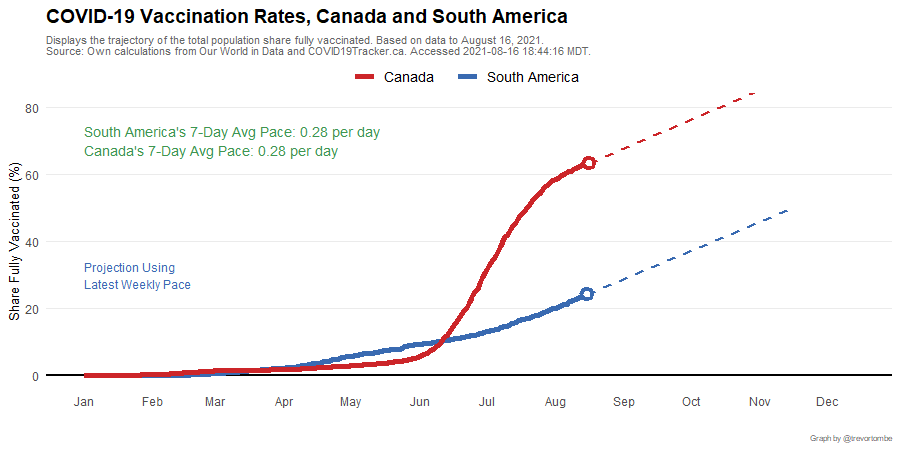 COVID-19 Vaccination Rates, Canada and South America
Displays the trajectory of the total population share fully vaccinated. Based on data to August 16, 2021.
Source: Own calculations from Our World in Data and COVID19Tracker.ca. Accessed 2021-08-16 18:44:16 MDT.
Canada South America
80
South America's 7-Day Avg Pace: 0.28 per day
Canada's 7-Day Avg Pace: 0.28 per day
60
Share Fully Vaccinated (%)
40
Projection Using
Latest Weekly Pace
20
0
Jan Feb Mar Apr May Jun Jul Aug Sep Oct Nov Dec
Graph by @trevortombe